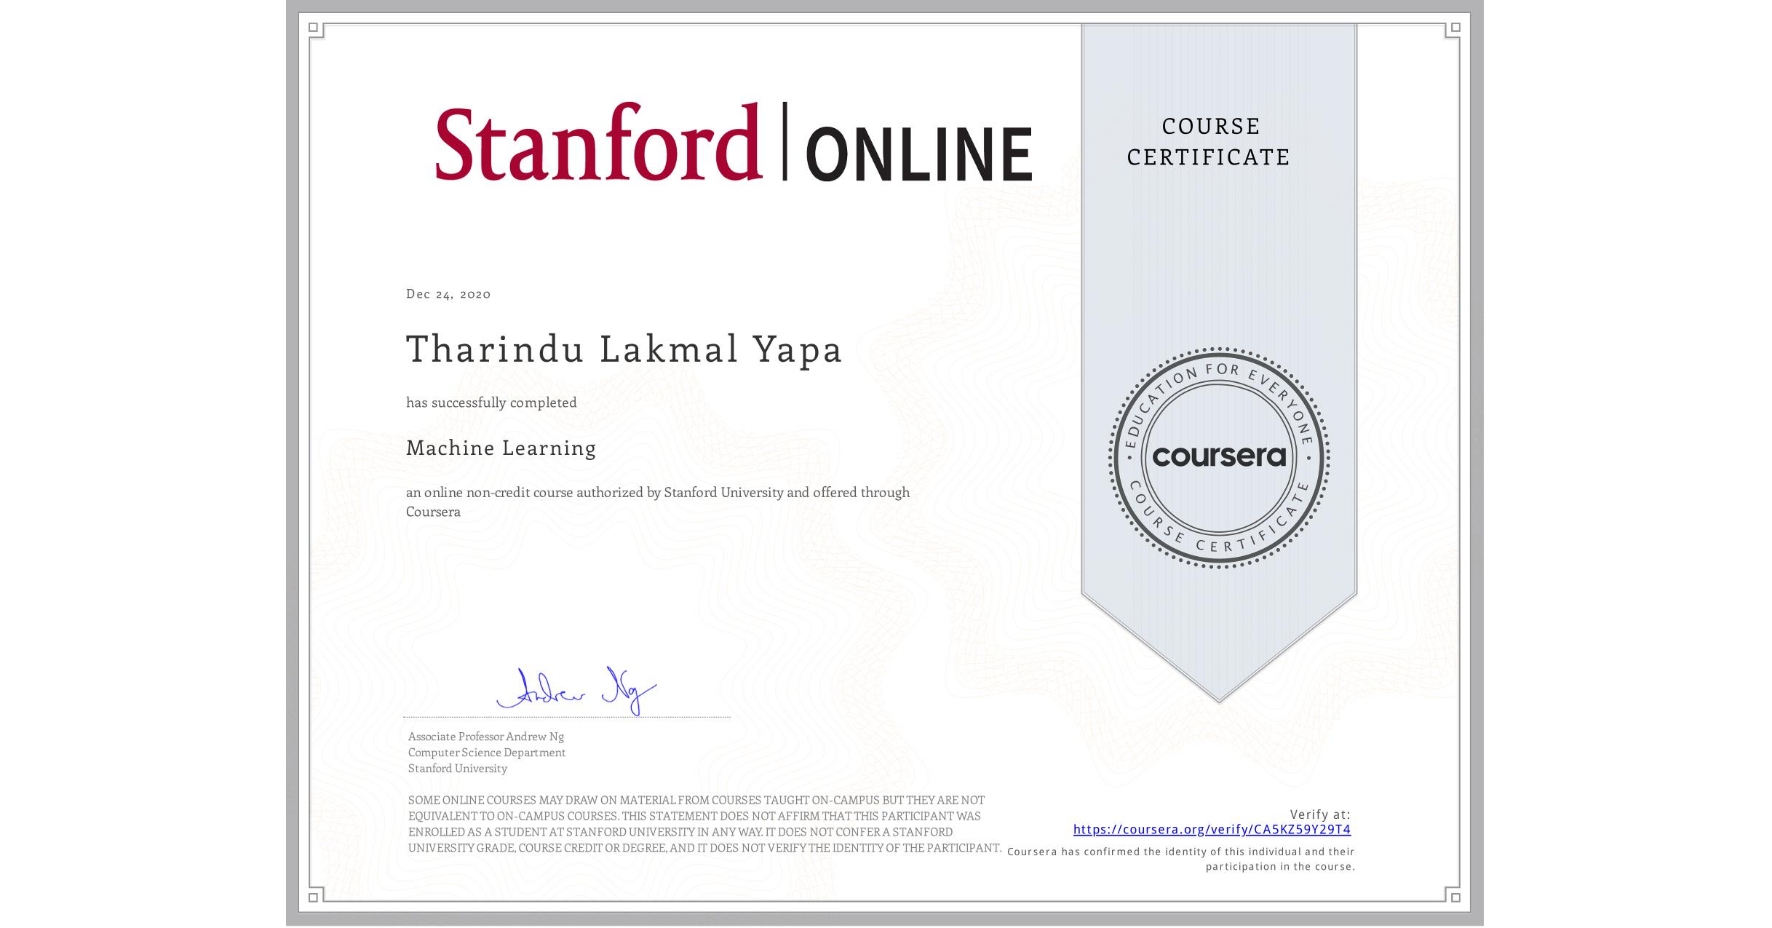 Stanford | ONLINE
COURSE
CERTIFICATE
Dec 24, 2020
Tharindu Lakmal Yapa
has successfully completed
Machine Learning
an online non-credit course authorized by Stanford University and offered through
Coursera
EDUCATION FOR EVERYONE
coursera
COURSE CERTIFICATE
Andrew Ng
Associate Professor Andrew Ng
Computer Science Department
Stanford University
SOME ONLINE COURSES MAY DRAW ON MATERIAL FROM COURSES TAUGHT ON-CAMPUS BUT THEY ARE NOT
EQUIVALENT TO ON-CAMPUS COURSES. THIS STATEMENT DOES NOT AFFIRM THAT THIS PARTICIPANT WAS
ENROLLED AS A STUDENT AT STANFORD UNIVERSITY IN ANY WAY. IT DOES NOT CONFER A STANFORD
UNIVERSITY GRADE, COURSE CREDIT OR DEGREE, AND IT DOES NOT VERIFY THE IDENTITY OF THE PARTICIPANT.
Verify at:
https://coursera.org/verify/CA5KZ59Y29T4
Coursera has confirmed the identity of this individual and their
participation in the course.